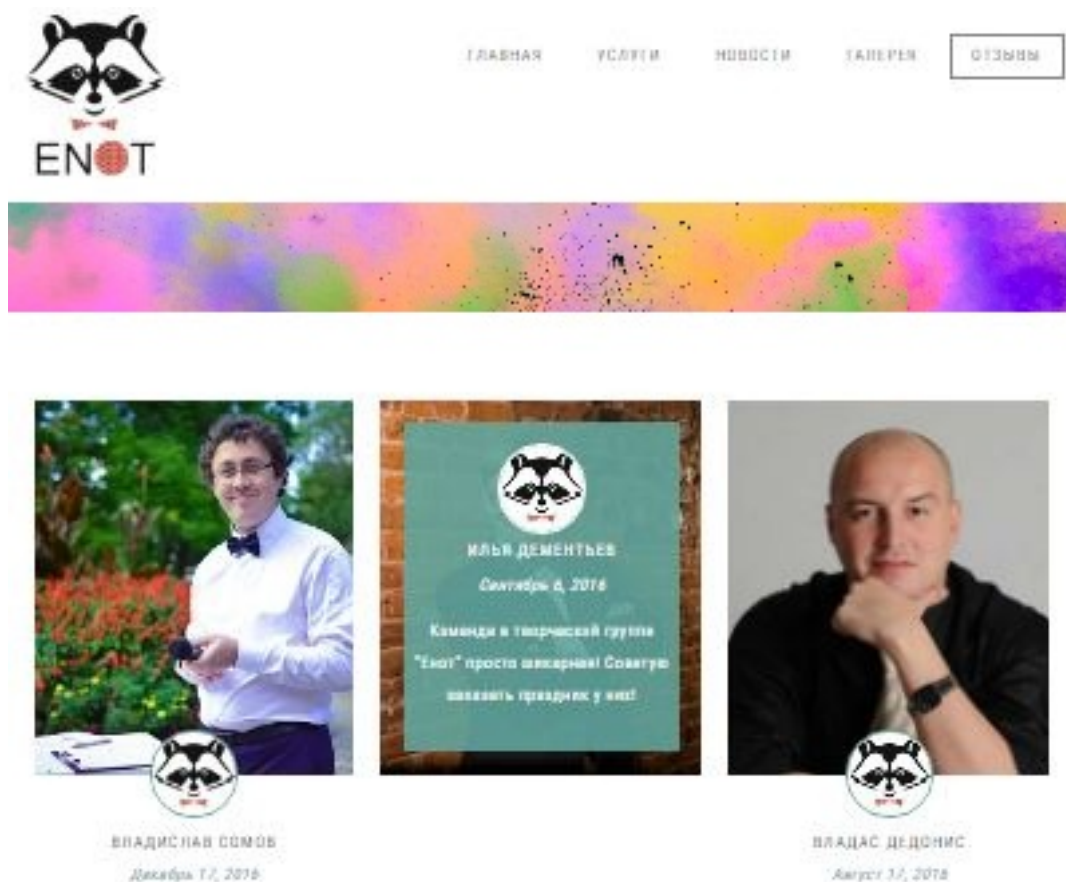 ENOT
ГЛАВНАЯ УСЛУГИ НОВОСТИ ГАЛЕРЕЯ ОТЗЫВЫ
ИЛЬЯ ДЕМЕНТЬЕВ
Сентябрь 6, 2016
Команда в творческой группе
"Енот" просто шикарная! Советую
заказать праздник у них!
ВЛАДИСЛАВ СОМОВ
Декабрь 17, 2016
ВЛАДАС ДЕДОНИС
Август 17, 2016